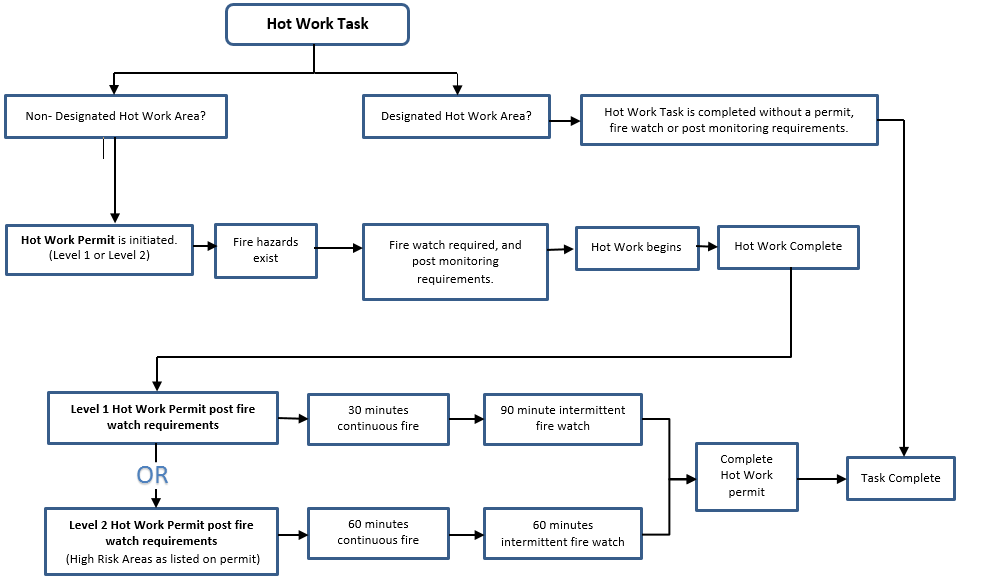 Hot Work Task
Non- Designated Hot Work Area?
Designated Hot Work Area?
Hot Work Task is completed without a permit,
fire watch or post monitoring requirements.
Hot Work Permit is initiated.
(Level 1 or Level 2)
Fire hazards
exist
Fire watch required, and
post monitoring
requirements.
Hot Work begins
Hot Work Complete
Level 1 Hot Work Permit post fire
watch requirements
30 minutes
continuous fire
90 minute intermittent
fire watch
OR
Complete
Hot Work
permit
Task Complete
Level 2 Hot Work Permit post fire
watch requirements
(High Risk Areas as listed on permit)
60 minutes
continuous fire
60 minutes
intermittent fire watch